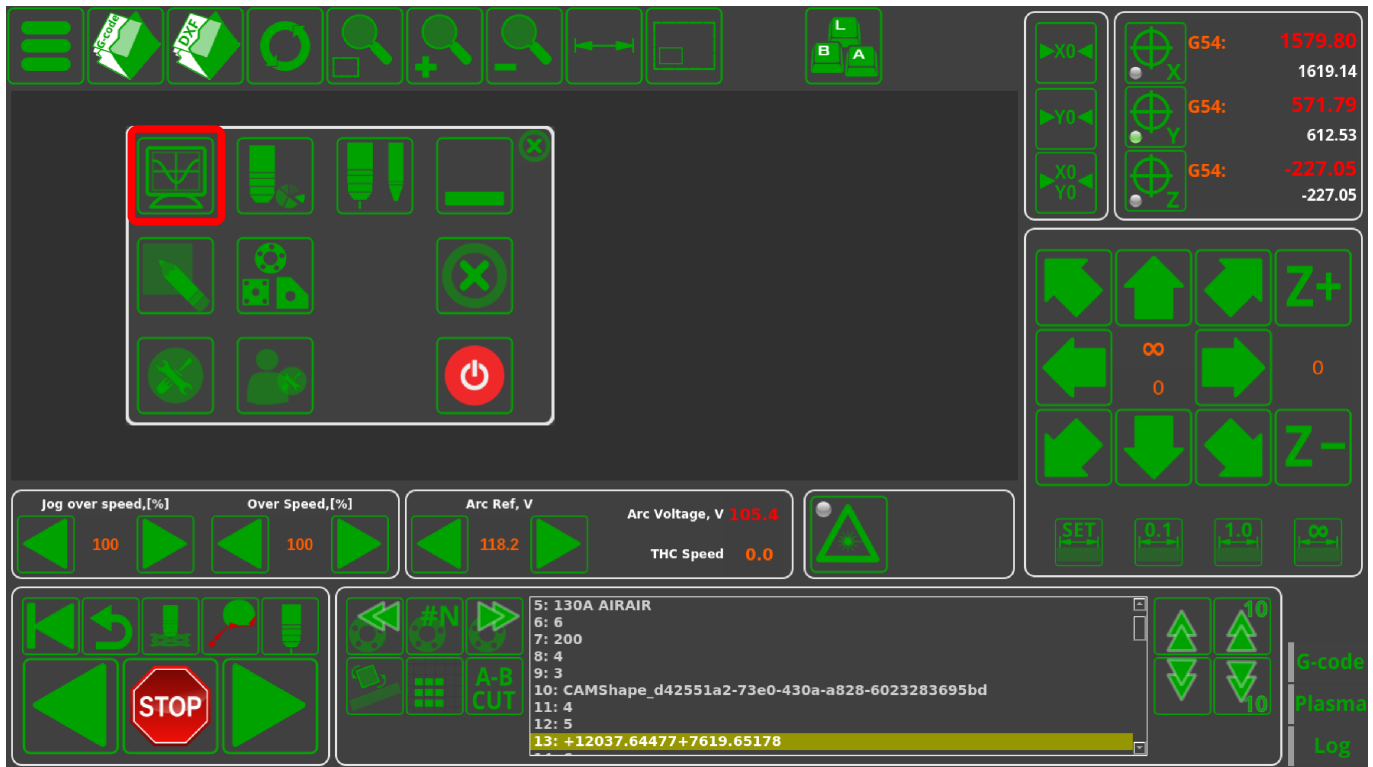 G-code
DXF
L
B
A
X0
Y0
X0
Y0
X
G54: 1579.80
1619.14
Y
G54: 571.79
612.53
Z
G54: -227.05
-227.05
Z+
∞
0
0
Z-
SET
0.1
1.0
∞
Jog over speed,[%]
100
Over Speed,[%]
100
Arc Ref, V
118.2
Arc Voltage, V 105.4
THC Speed 0.0
STOP
#N
A-B
CUT
5: 130A AIRAIR
6: 6
7: 200
8: 4
9: 3
10: CAMShape_d42551a2-73e0-430a-a828-6023283695bd
11: 4
12: 5
13: +12037.64477+7619.65178
10
10
G-code
Plasma
Log